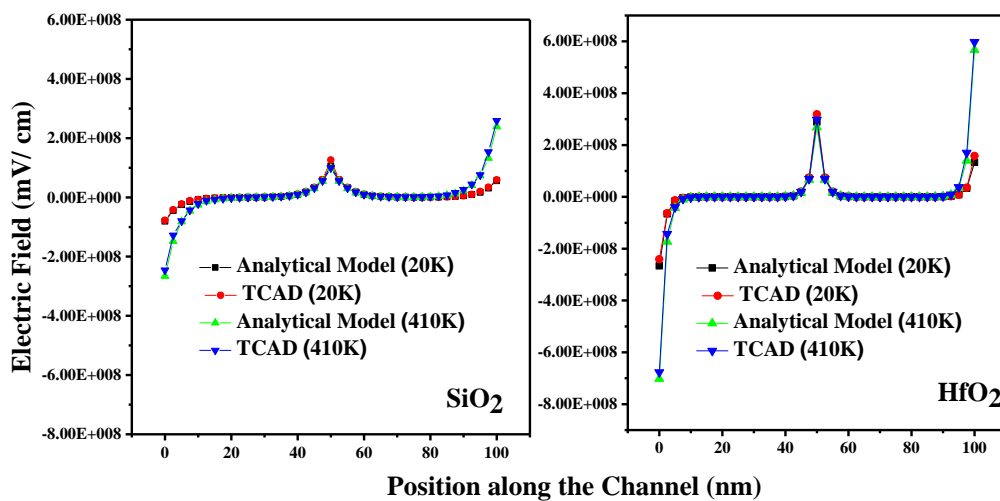 6.00E+008
4.00E+008
2.00E+008
0.00E+000
-2.00E+008
-4.00E+008
-6.00E+008
-8.00E+008
Electric Field (mV/ cm)
Analytical Model (20K)
TCAD (20K)
Analytical Model (410K)
TCAD (410K)
SiO2
0 20 40 60 80 100
6.00E+008
4.00E+008
2.00E+008
0.00E+000
-2.00E+008
-4.00E+008
-6.00E+008
-8.00E+008
Analytical Model (20K)
TCAD (20K)
Analytical Model (410K)
TCAD (410K)
HfO2
0 20 40 60 80 100
Position along the Channel (nm)